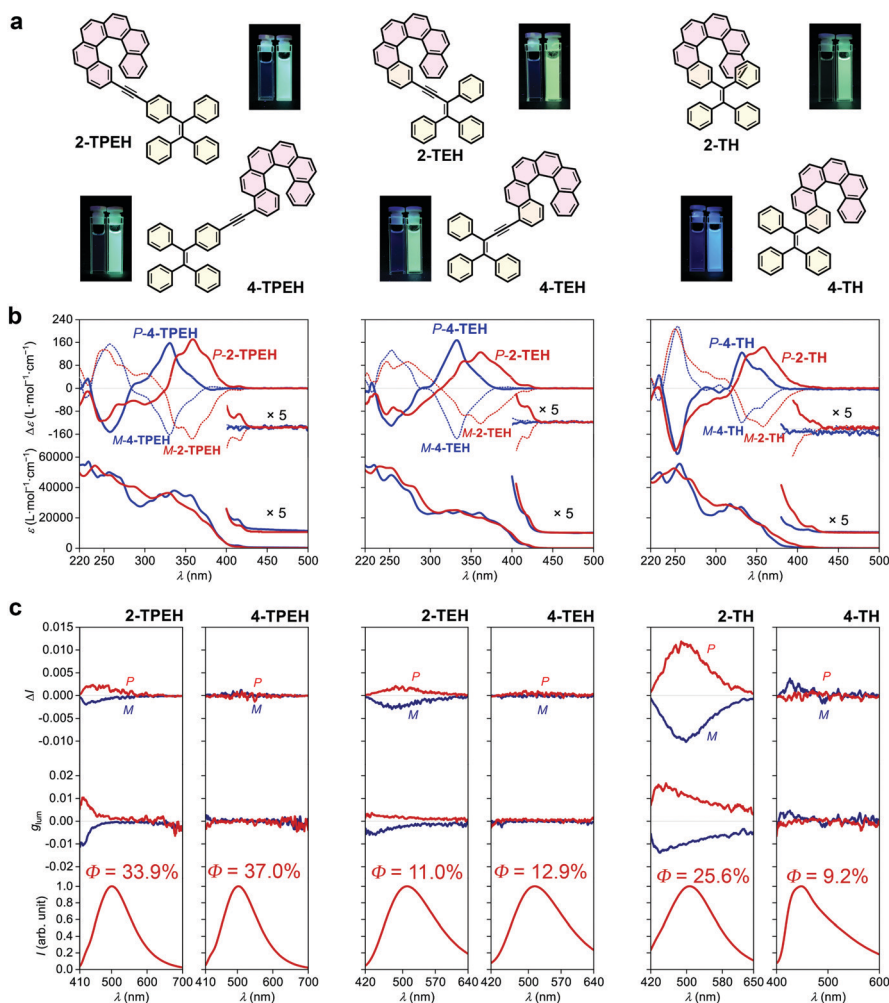 a
2-TPEH
2-TEH
2-TH
4-TPEH
4-TEH
4-TH
b
240
160
80
0
-80
-160
60000
40000
20000
0
Δε (L·mol⁻¹·cm⁻¹)
ε (L·mol⁻¹·cm⁻¹)
P-4-TPEH
P-2-TPEH
M-4-TPEH
M-2-TPEH
× 5
× 5
220 250 300 350 400 450 500
λ (nm)
P-4-TEH
P-2-TEH
M-4-TEH
M-2-TEH
× 5
× 5
220 250 300 350 400 450 500
λ (nm)
P-4-TH
P-2-TH
M-4-TH
M-2-TH
× 5
× 5
220 250 300 350 400 450 500
λ (nm)
c
2-TPEH 4-TPEH 2-TEH 4-TEH 2-TH 4-TH
0.015
0.010
0.005
0.000
-0.005
-0.010
ΔI
P P P P P P
M M M M M M
0.02
0.01
0.00
-0.01
-0.02
glum
Φ = 33.9% Φ = 37.0% Φ = 11.0% Φ = 12.9% Φ = 25.6% Φ = 9.2%
1.0
0.8
0.6
0.4
0.2
0.0
I (arb. unit)
410 500 600 700 410 500 600 700 420 500 570 640 420 500 570 640 420 500 580 650 400 450 500 550 600
λ (nm) λ (nm) λ (nm) λ (nm) λ (nm) λ (nm)